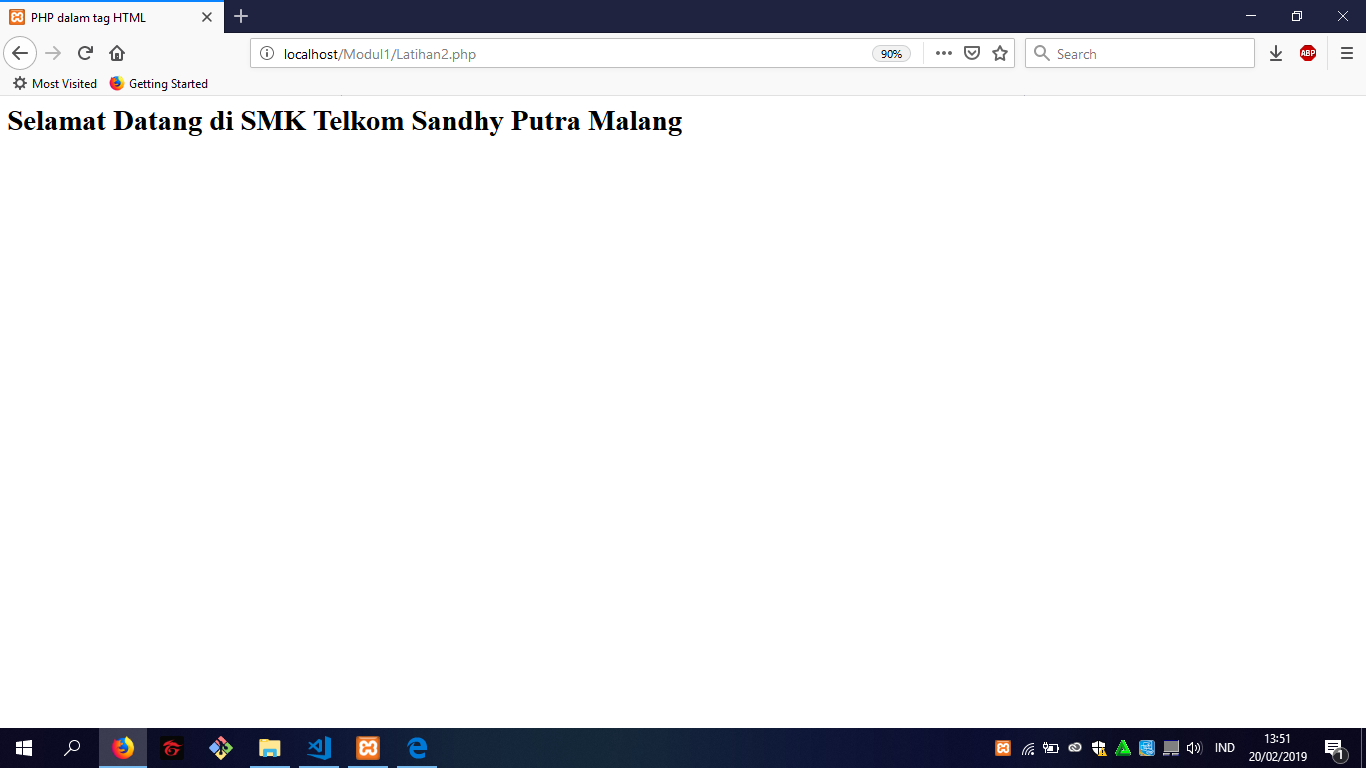 PHP dalam tag HTML
localhost/Modul1/Latihan2.php
90%
Search
ABP
Most Visited
Getting Started
Selamat Datang di SMK Telkom Sandhy Putra Malang
IND
13:51
20/02/2019
1